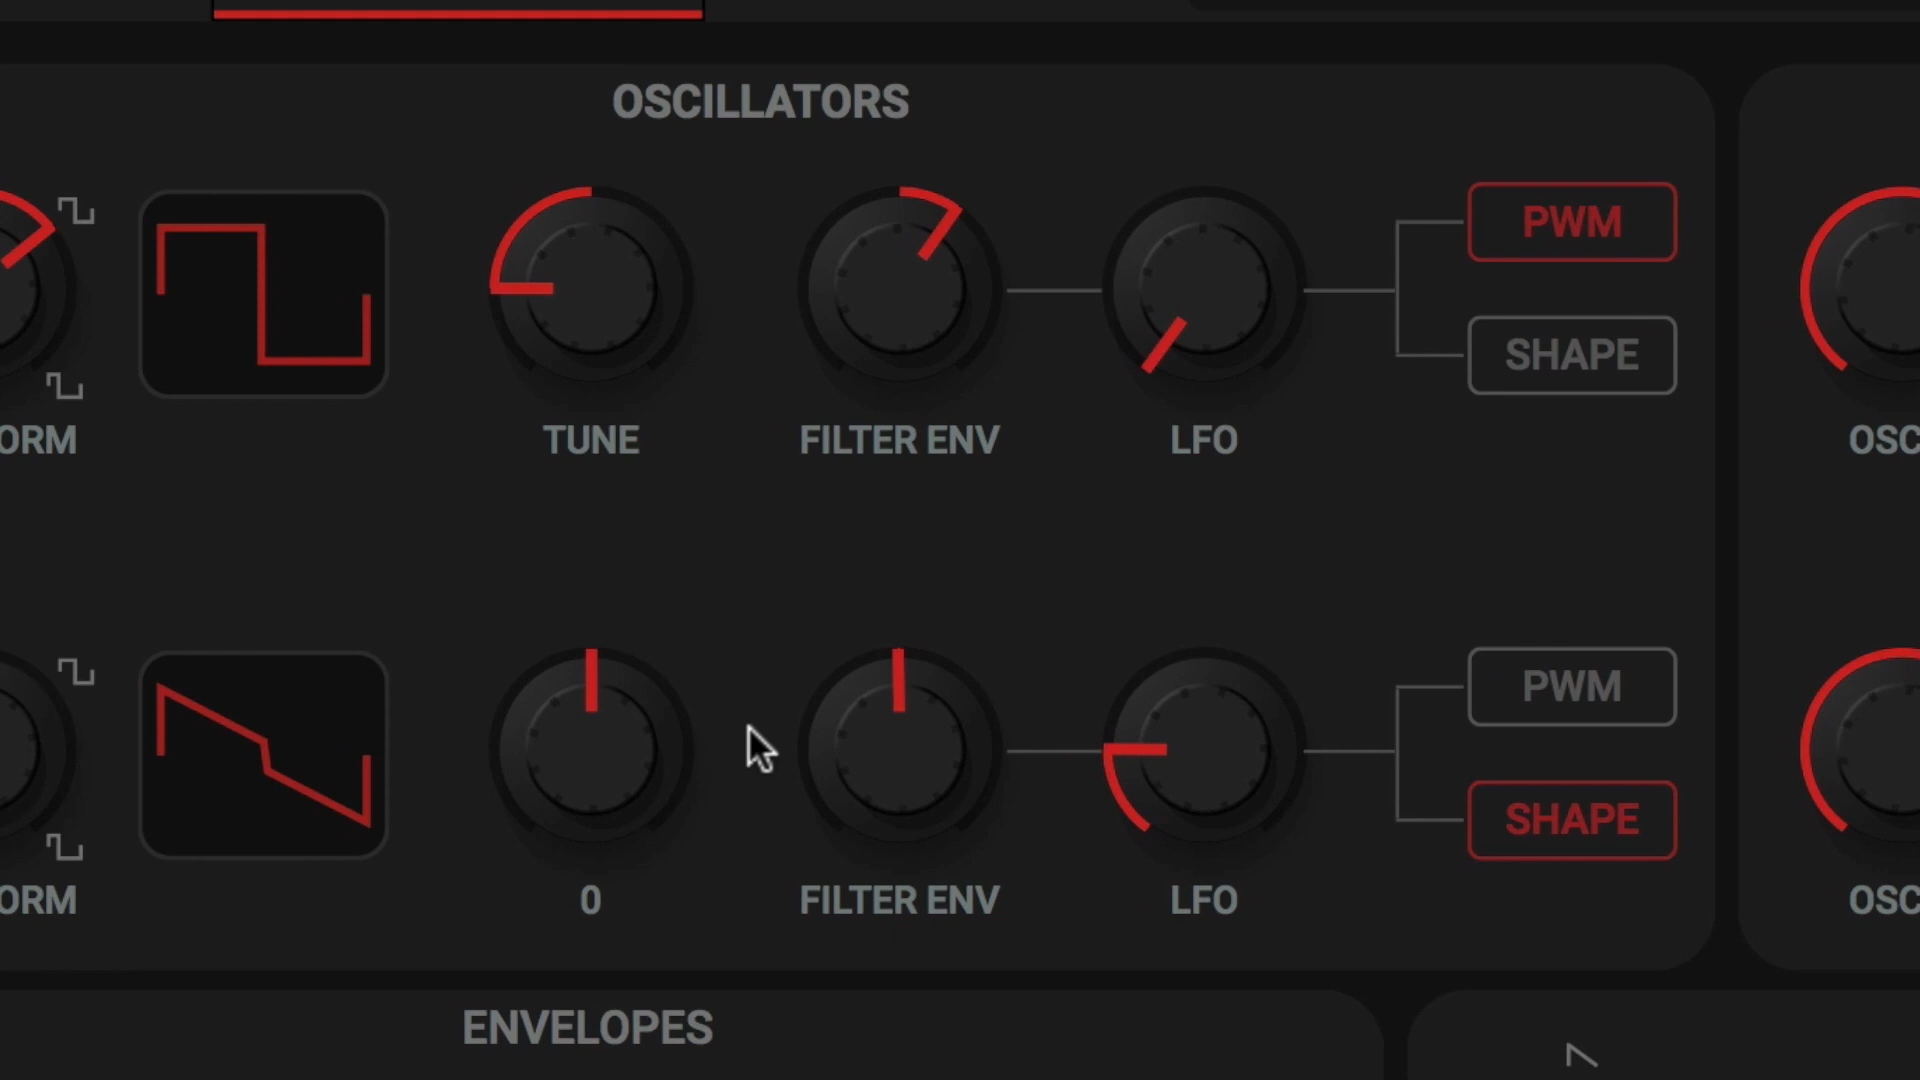 OSCILLATORS
PWM
SHAPE
ORM
TUNE
FILTER ENV
LFO
OSC
PWM
SHAPE
ORM
0
FILTER ENV
LFO
OSC
ENVELOPES